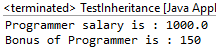 <terminated> TestInheritance [Java Appl
Programmer salary is : 1000.0
Bonus of Programmer is : 150